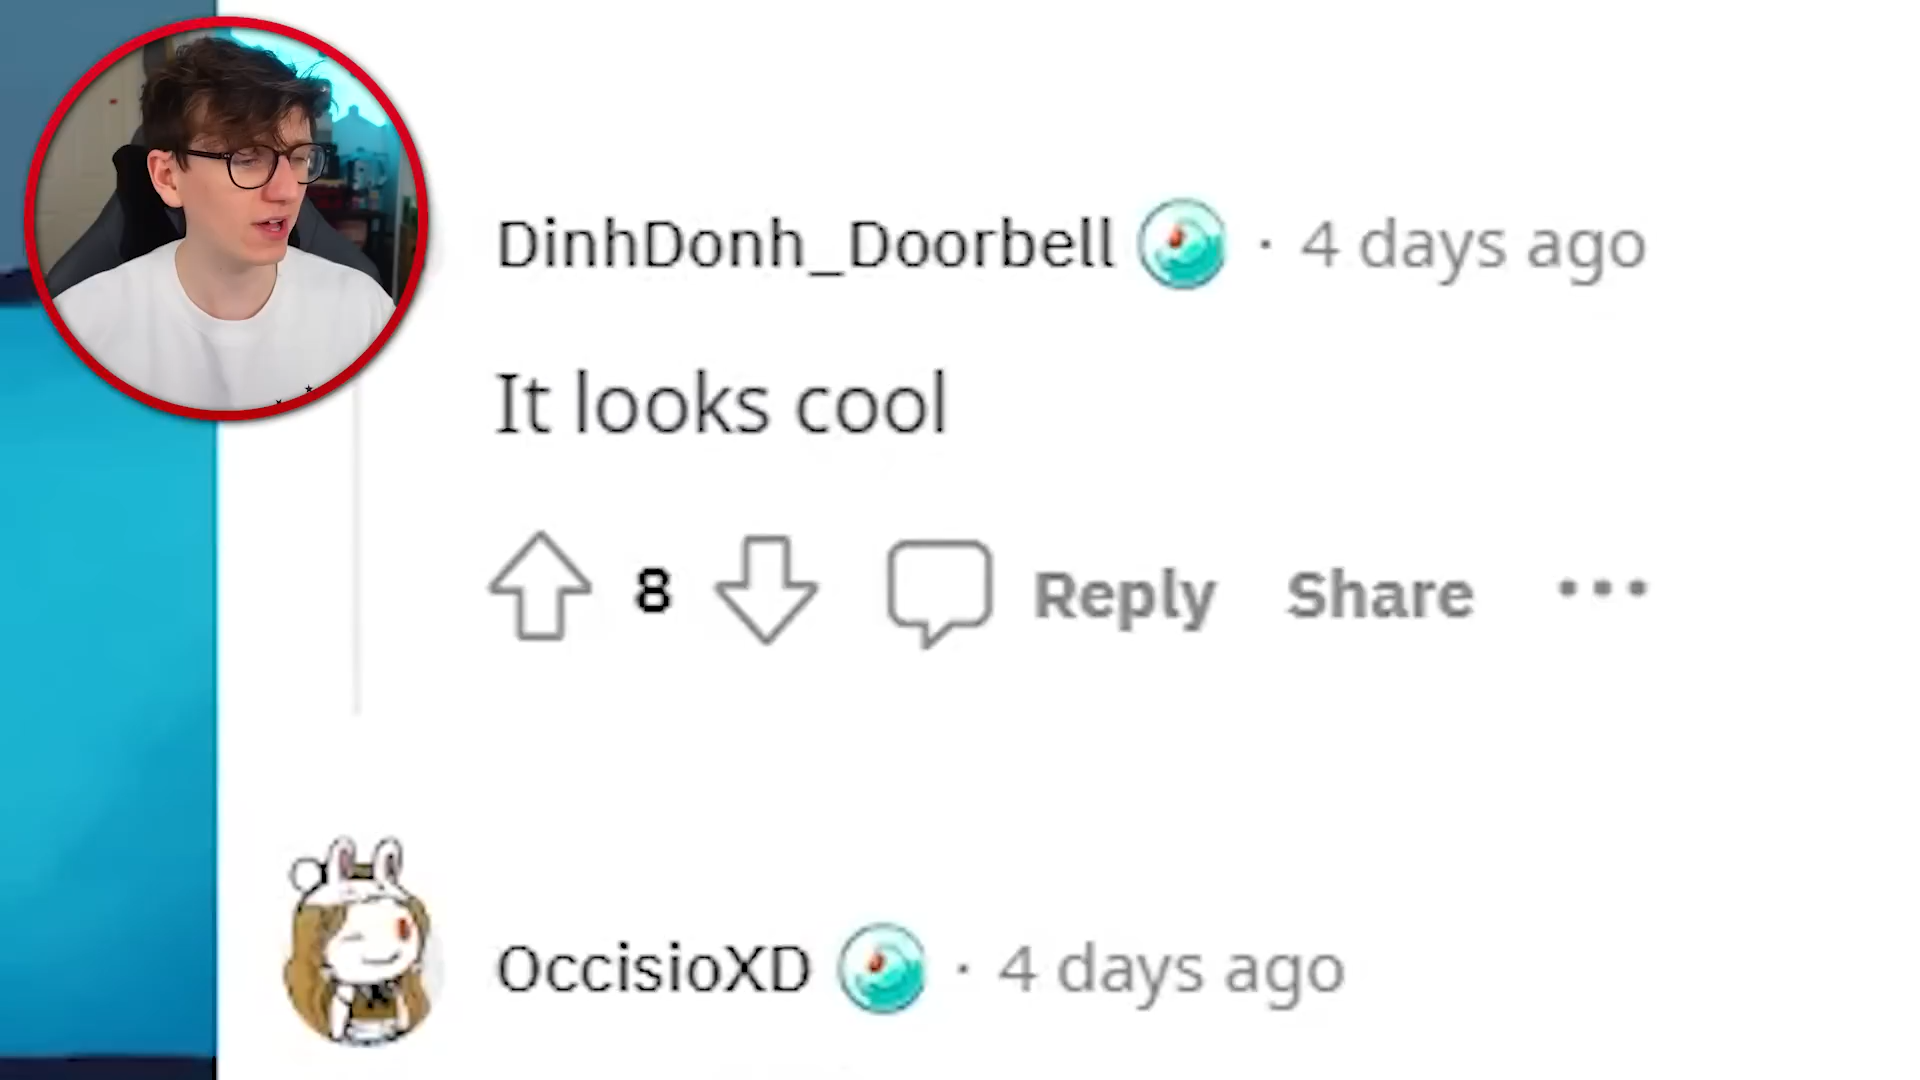 DinhDonh_Doorbell · 4 days ago
It looks cool
8 Reply Share ...
OccisioXD · 4 days ago